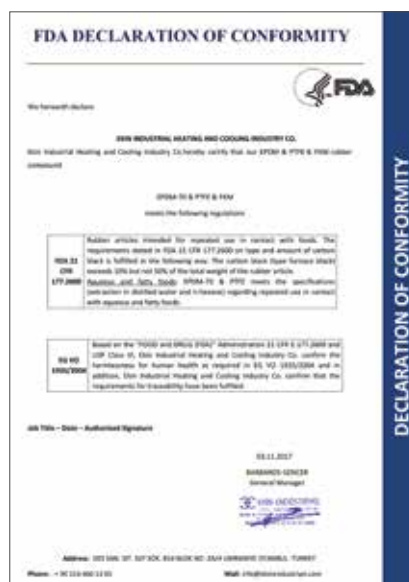 FDA DECLARATION OF CONFORMITY
FDA
We herewith declare
EKIN INDUSTRIAL HEATING AND COOLING INDUSTRY CO.
Ekin Industrial Heating and Cooling Industry Co. hereby certify that our EPDM & PTFE & FKM rubber
compound
EPDM-70 & PTFE & FKM
meets the following regulations
FDA 21
CFR
177.2600
Rubber articles intended for repeated use in contact with foods. The
requirements stated in FDA 21 CFR 177.2600 on type and amount of carbon
black is fulfilled in the following way. The carbon black (type furnace black)
exceeds 10% but not 50% of the total weight of the rubber article.
Aqueous and fatty foods: EPDM-70 & PTFE meets the specifications
(extraction in distilled water and n-hexane) regarding repeated use in contact
with aqueous and fatty foods.
EG VO
1935/2004
Based on the "FOOD and DRUG (FDA)" Administration 21 CFR § 177.2600 and
USP Class VI, Ekin Industrial Heating and Cooling Industry Co. confirm the
harmlessness for human health as required in EG VO 1935/2004 and in
addition, Ekin Industrial Heating and Cooling Industry Co. confirm that the
requirements for traceability have been fulfilled.
Job Title – Date – Authorised Signature
03.11.2017
General Manager
EKIN ENDÜSTRİYEL
Address:
ISTANBUL, TURKEY
Phone:
Mail: info@ekinendustriyel.com
DECLARATION OF CONFORMITY